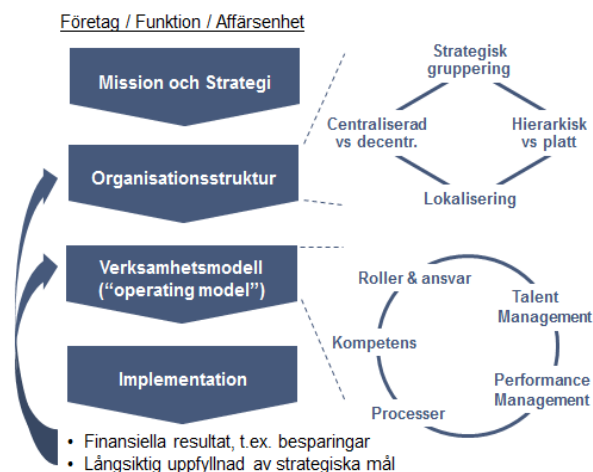 Företag / Funktion / Affärsenhet
Mission och Strategi
Organisationsstruktur
Verksamhetsmodell
(“operating model”)
Implementation
• Finansiella resultat, t.ex. besparingar
• Långsiktig uppfyllnad av strategiska mål
Strategisk
gruppering
Centraliserad
vs decentr.
Hierarkisk
vs platt
Lokalisering
Roller & ansvar
Talent
Management
Kompetens
Performance
Management
Processer